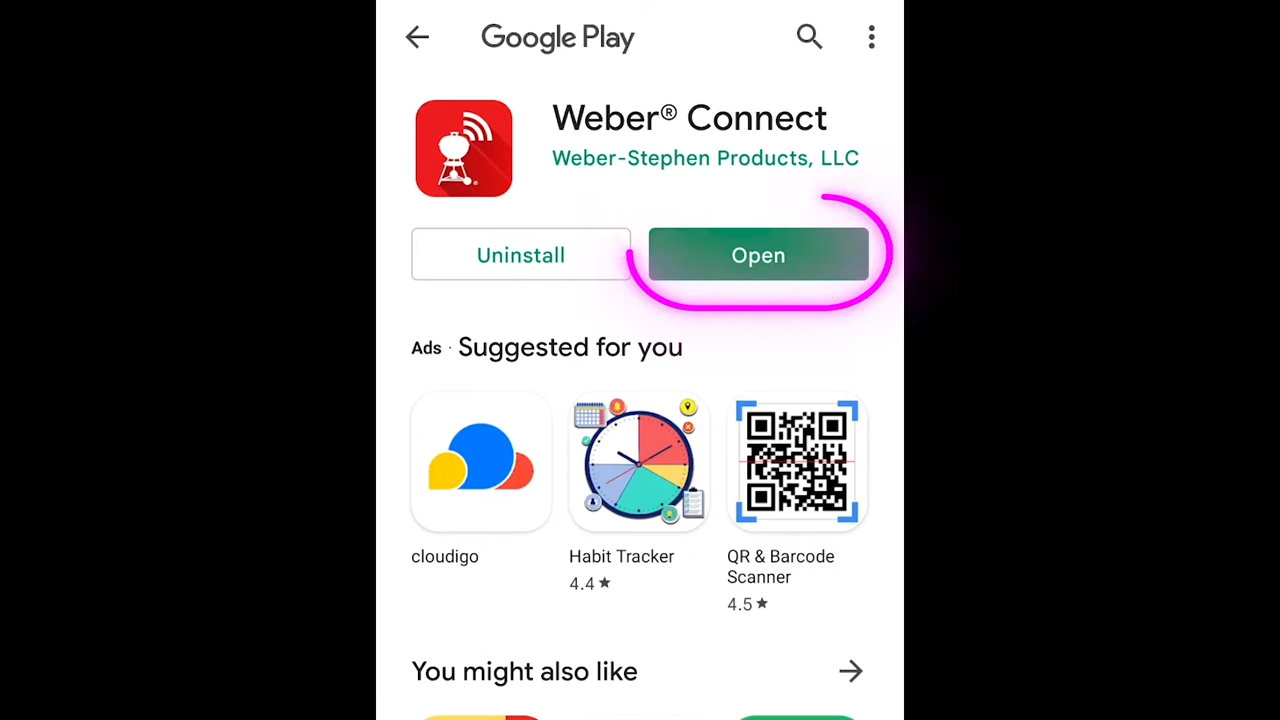 Google Play
Weber® Connect
Weber-Stephen Products, LLC
Uninstall
Open
Ads · Suggested for you
cloudigo
Habit Tracker
4.4 ★
QR & Barcode
Scanner
4.5 ★
You might also like